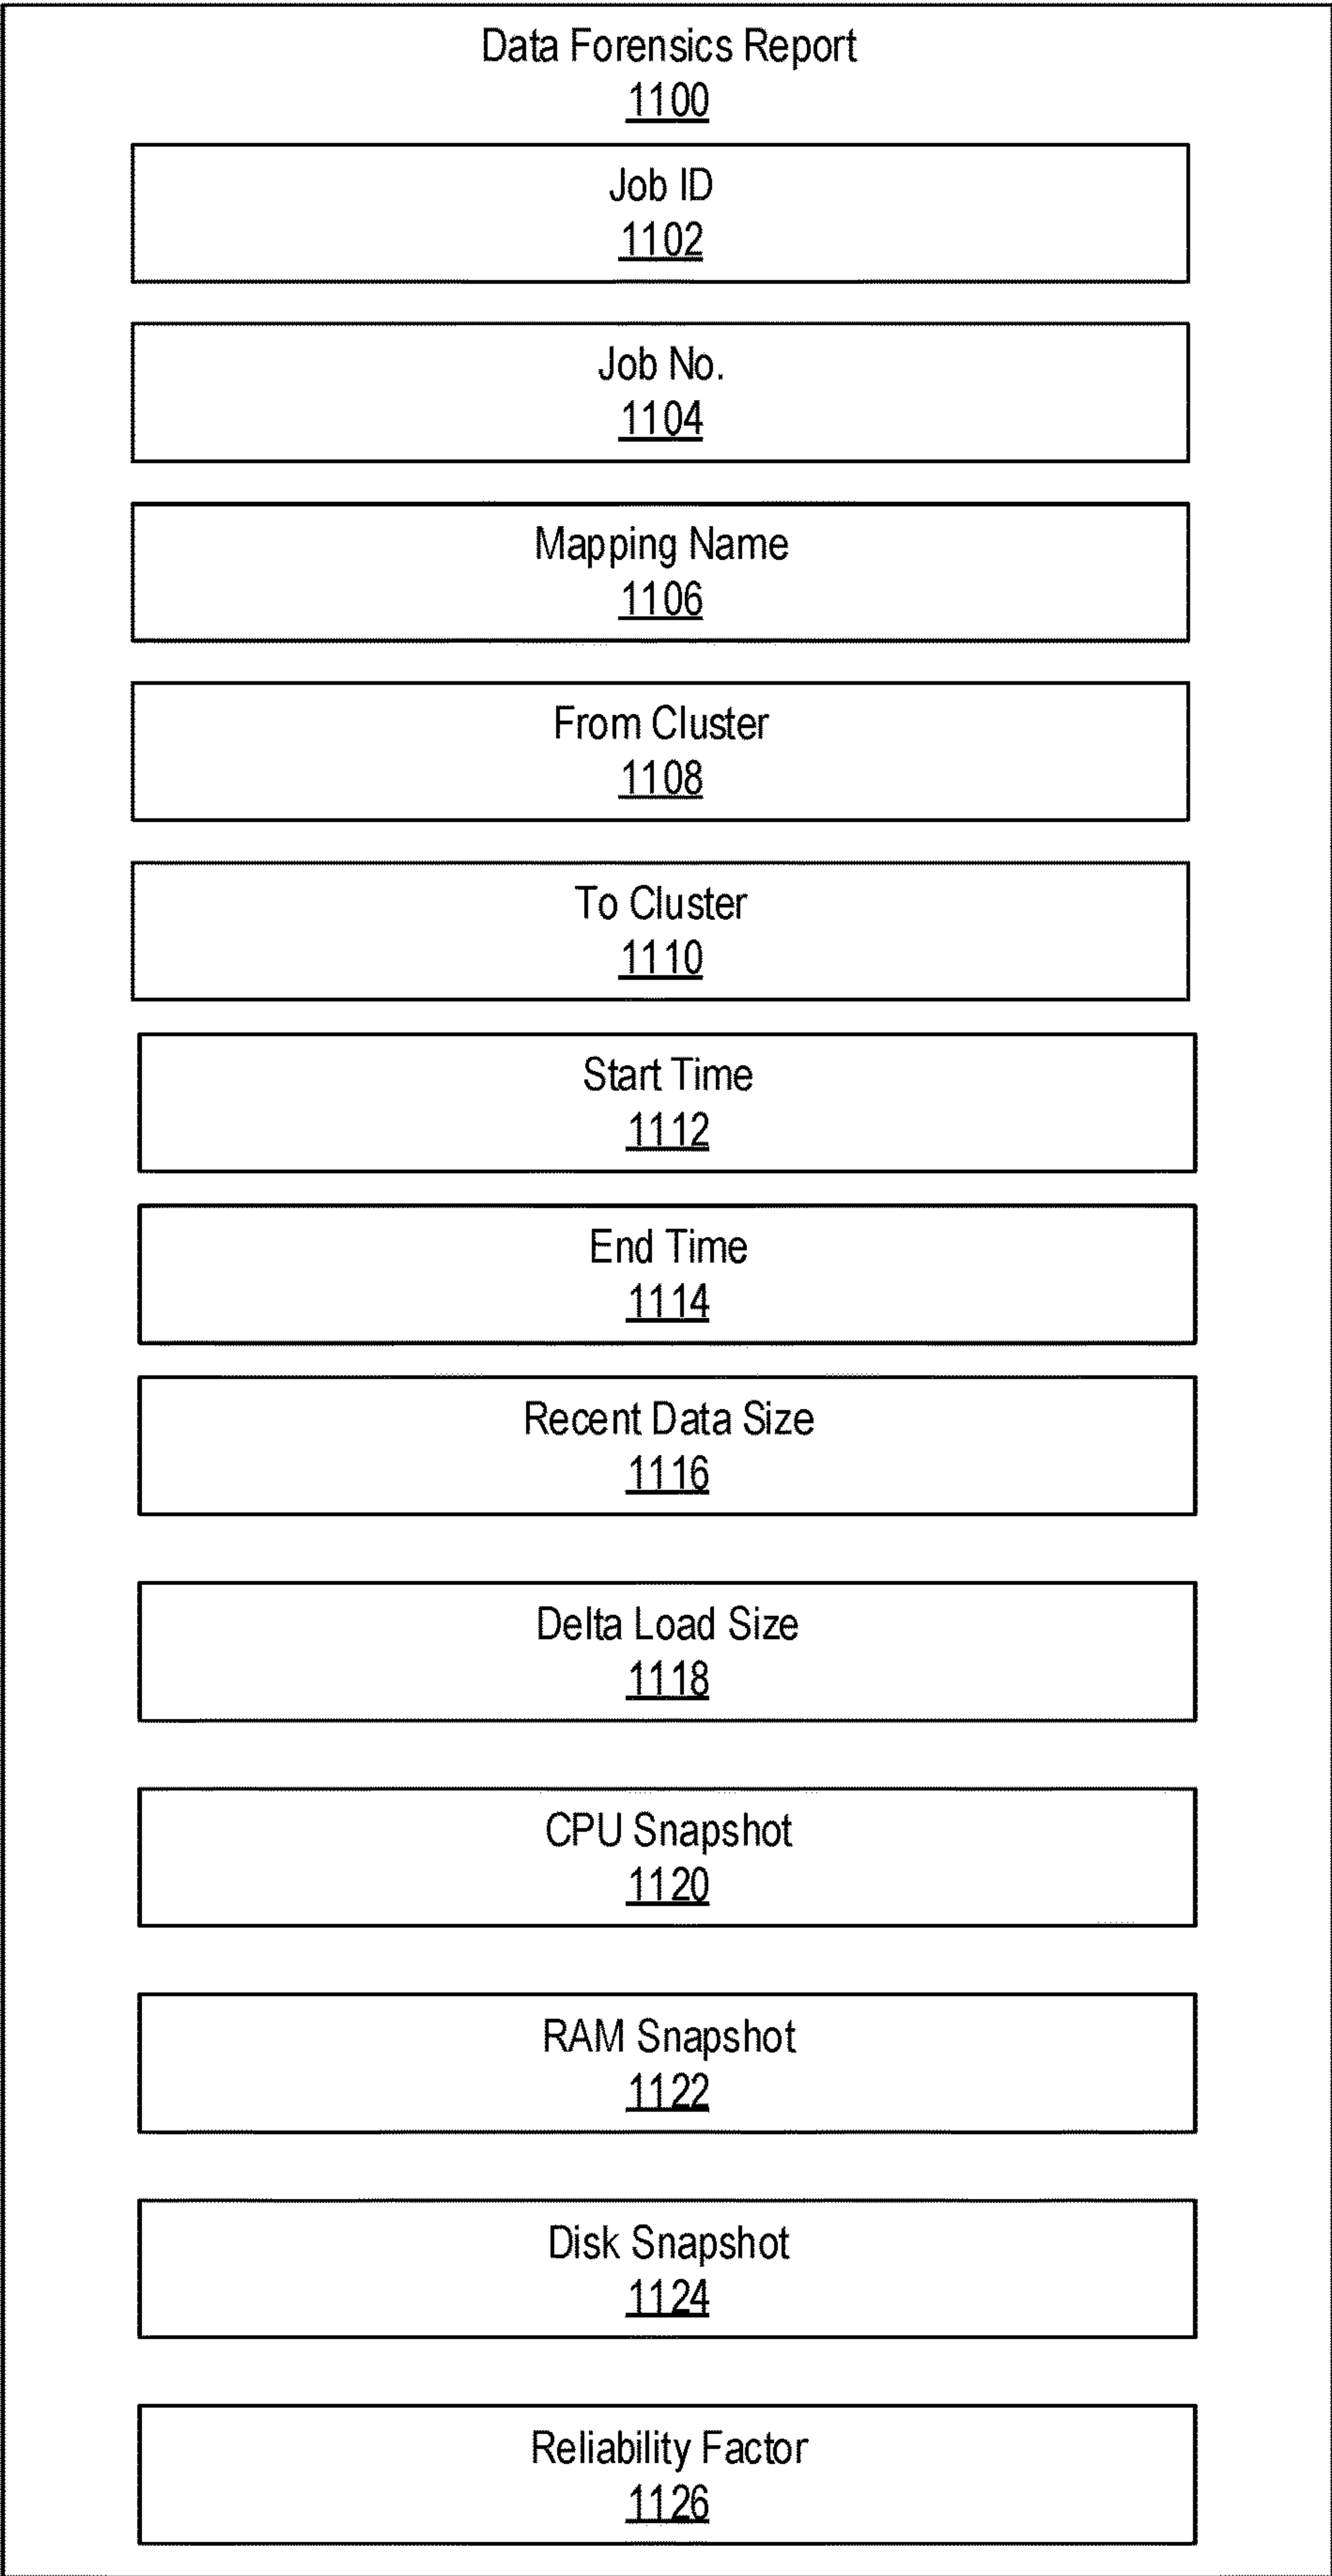 Data Forensics Report
1100
Job ID
1102
Job No.
1104
Mapping Name
1106
From Cluster
1108
To Cluster
1110
Start Time
1112
End Time
1114
Recent Data Size
1116
Delta Load Size
1118
CPU Snapshot
1120
RAM Snapshot
1122
Disk Snapshot
1124
Reliability Factor
1126